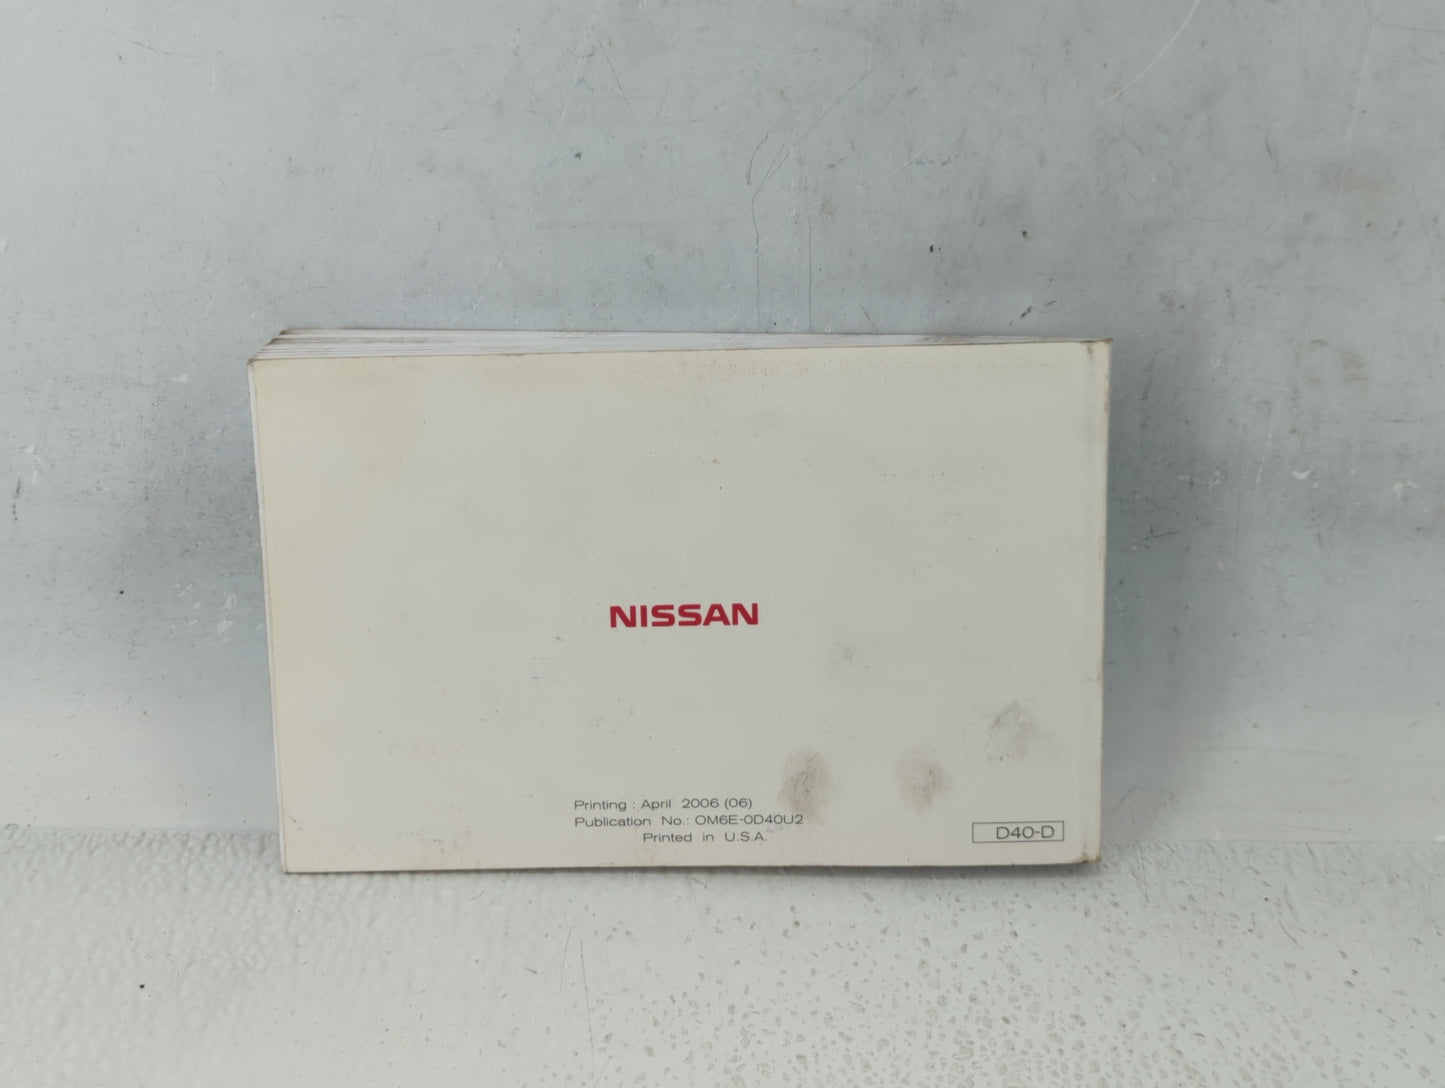 NISSAN
Printing : April 2006 (06)
Publication No.: OM6E-0D40U2
Printed in U.S.A.
D40-D